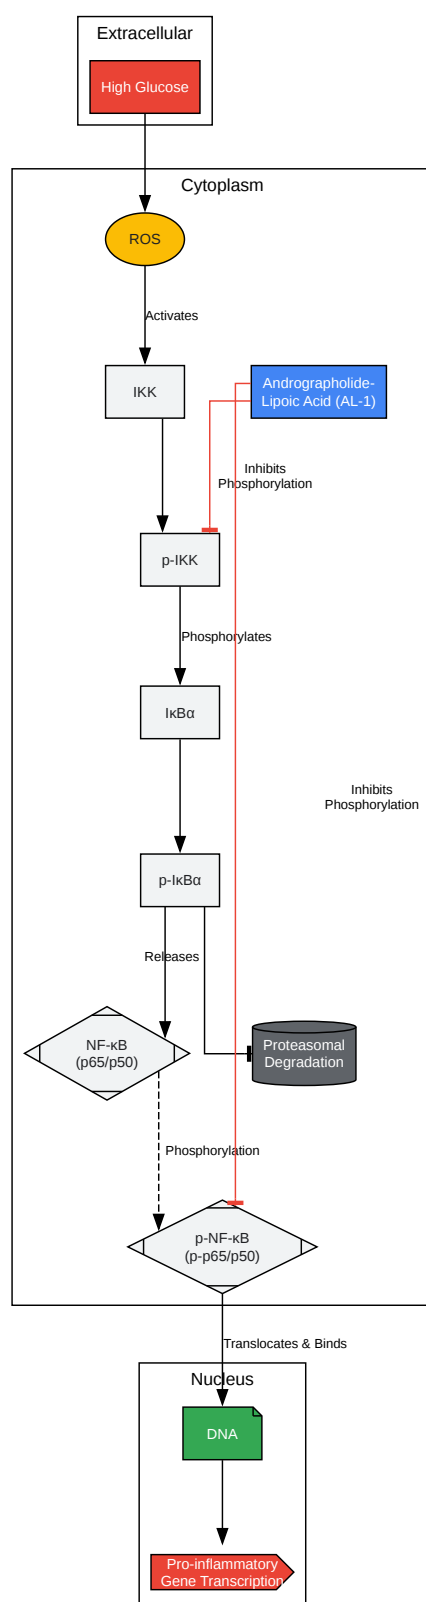 Extracellular
High Glucose
Cytoplasm
ROS
Activates
IKK
Andrographolide-
Lipoic Acid (AL-1)
Inhibits
Phosphorylation
p-IKK
Phosphorylates
IκBα
Inhibits
Phosphorylation
p-IκBα
Releases
NF-κB
(p65/p50)
Proteasomal
Degradation
Phosphorylation
p-NF-κB
(p-p65/p50)
Translocates & Binds
Nucleus
DNA
Pro-inflammatory
Gene Transcription